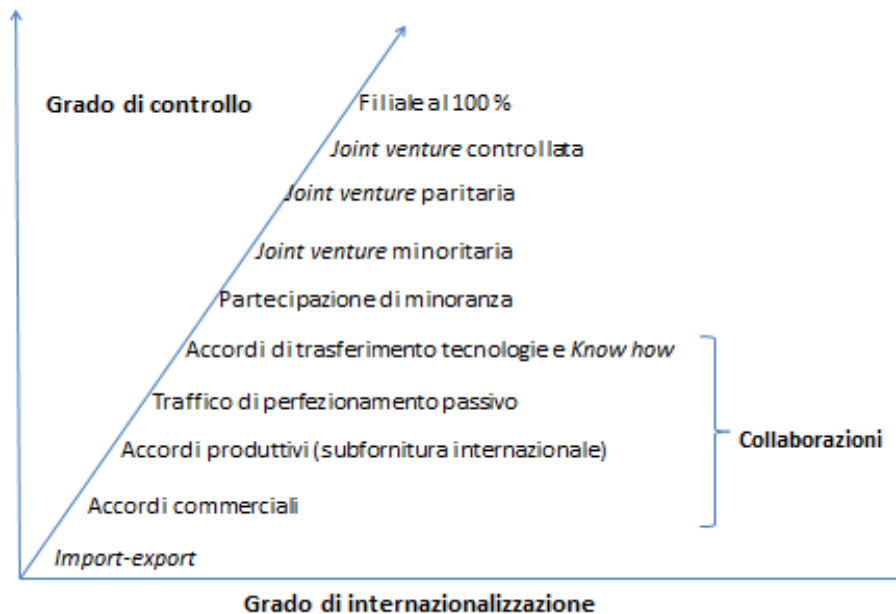 Grado di controllo
Filiale al 100 %
Joint venture controllata
Joint venture paritaria
Joint venture minoritaria
Partecipazione di minoranza
Accordi di trasferimento tecnologie e Know how
Traffico di perfezionamento passivo
Accordi produttivi (subfornitura internazionale)
Collaborazioni
Accordi commerciali
Import-export
Grado di internazionalizzazione